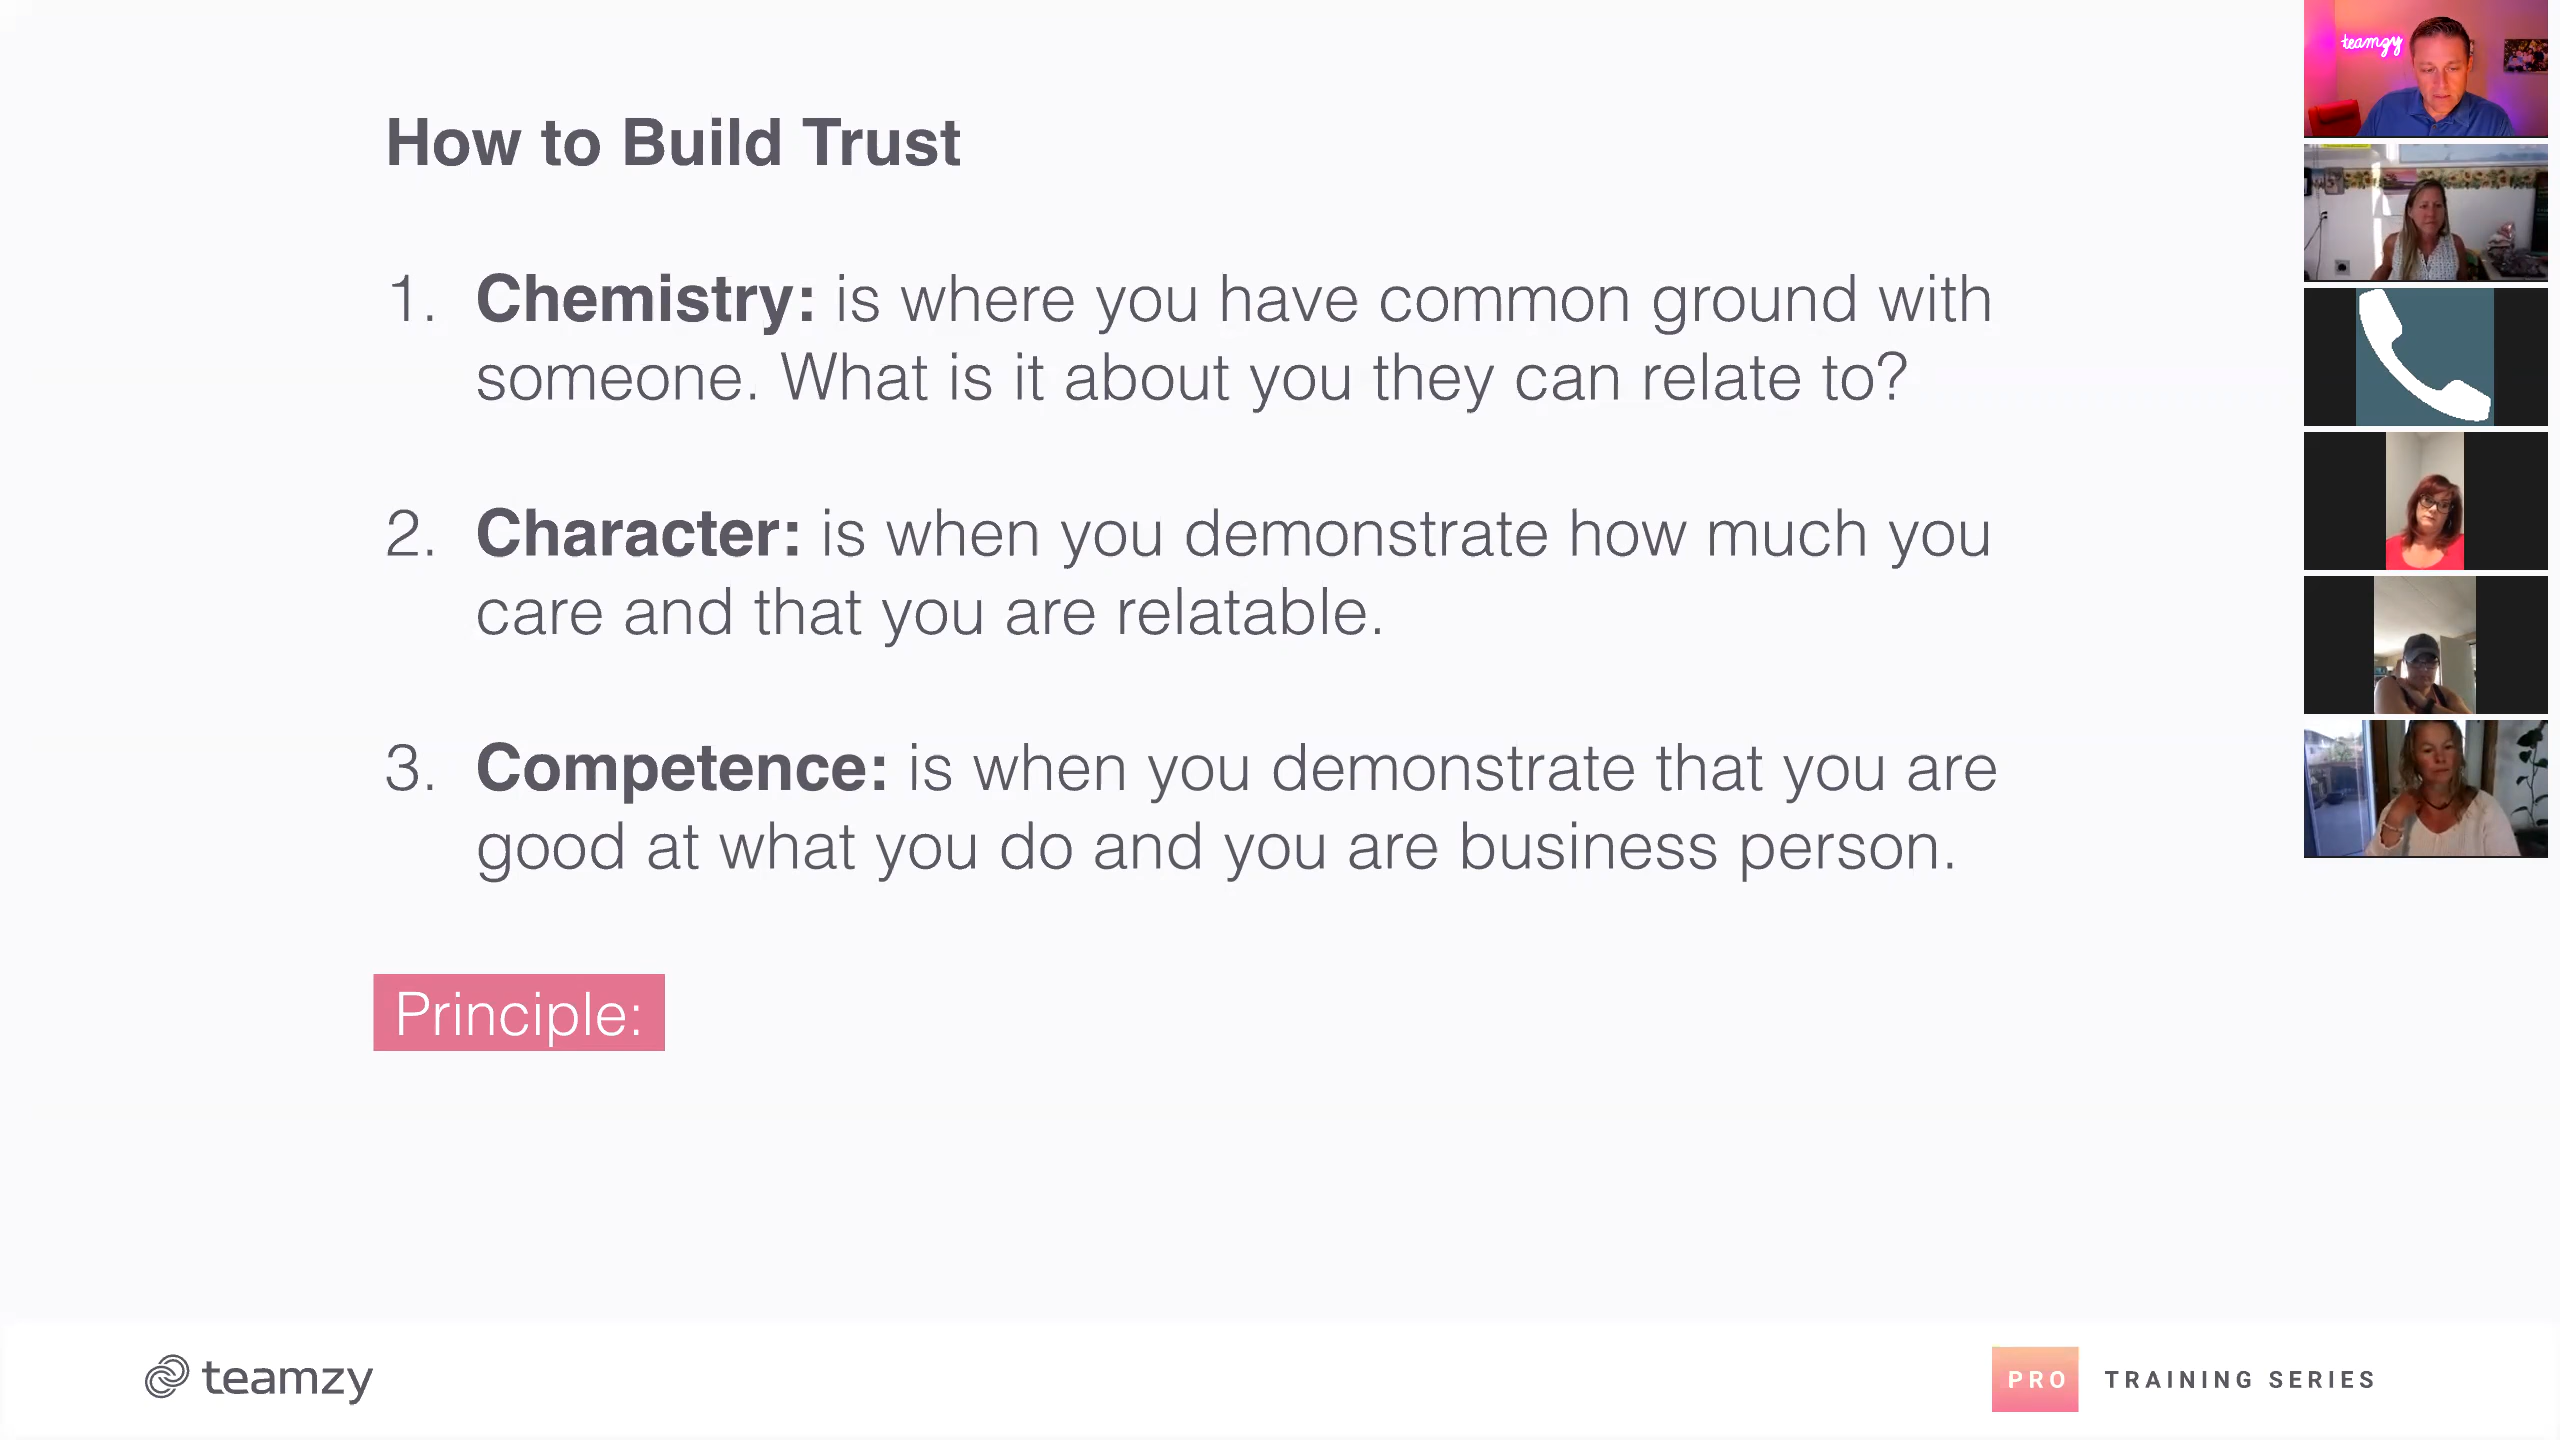 How to Build Trust
1. Chemistry: is where you have common ground with
someone. What is it about you they can relate to?
2. Character: is when you demonstrate how much you
care and that you are relatable.
3. Competence: is when you demonstrate that you are
good at what you do and you are business person.
Principle:
teamzy
PRO TRAINING SERIES
teamzy